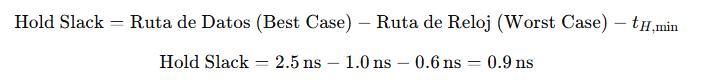 Hold Slack = Ruta de Datos (Best Case) − Ruta de Reloj (Worst Case) − t_{H,min}
Hold Slack = 2.5 ns − 1.0 ns − 0.6 ns = 0.9 ns